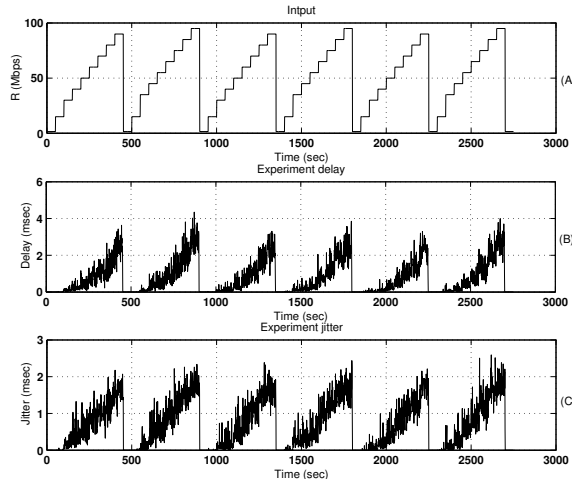 Intput
100
50
0
R (Mbps)
0 500 1000 1500 2000 2500 3000
Time (sec)
(A
Experiment delay
6
4
2
0
Delay (msec)
0 500 1000 1500 2000 2500 3000
Time (sec)
(B)
Experiment jitter
3
2
1
0
Jitter (msec)
0 500 1000 1500 2000 2500 3000
Time (sec)
(C